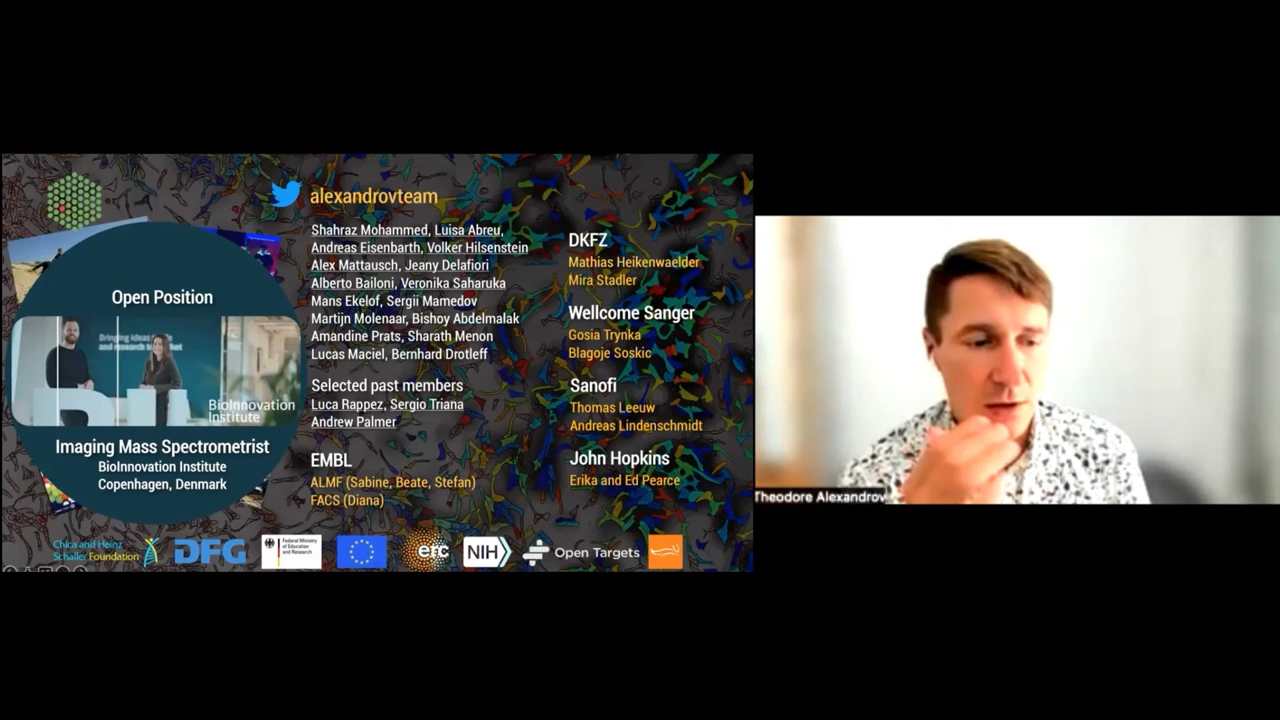 alexandrovteam
Shahraz Mohammed, Luisa Abreu,
Andreas Eisenbarth, Volker Hilsenstein
Alex Mattausch, Jeany Delafiori
Alberto Bailoni, Veronika Saharuka
Mans Ekelof, Sergii Mamedov
Martijn Molenaar, Bishoy Abdelmalak
Amandine Prats, Sharath Menon
Lucas Maciel, Bernhard Drotleff
Selected past members
Luca Rappez, Sergio Triana
Andrew Palmer
EMBL
ALMF (Sabine, Beate, Stefan)
FACS (Diana)
DKFZ
Mathias Heikenwaelder
Mira Stadler
Wellcome Sanger
Gosia Trynka
Blagoje Soskic
Sanofi
Thomas Leeuw
Andreas Lindenschmidt
John Hopkins
Erika and Ed Pearce
Open Position
Bringing ideas to life
and research to market
BioInnovation
Institute
Imaging Mass Spectrometrist
BioInnovation Institute
Copenhagen, Denmark
Chica and Heinz
Schaller Foundation
DFG
Federal Ministry
of Education
and Research
erc
NIH
Open Targets
Theodore Alexandrov